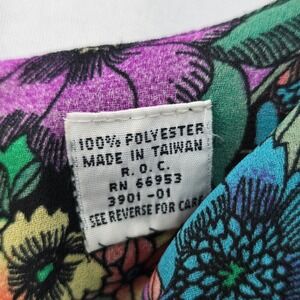 100% POLYESTER
MADE IN TAIWAN
R. O. C.
RN 66953
3901-01
SEE REVERSE FOR CARE